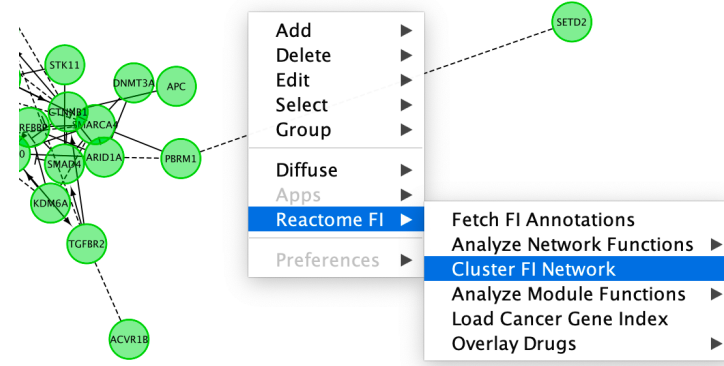 SETD2
STK11
DNMT3A
APC
CTNNB1
SMARCA4
SMAD4
ARID1A
PBRM1
KDM6A
TGFBR2
ACVR1B
Add
Delete
Edit
Select
Group
Diffuse
Apps
Reactome FI
Preferences
Fetch FI Annotations
Analyze Network Functions
Cluster FI Network
Analyze Module Functions
Load Cancer Gene Index
Overlay Drugs